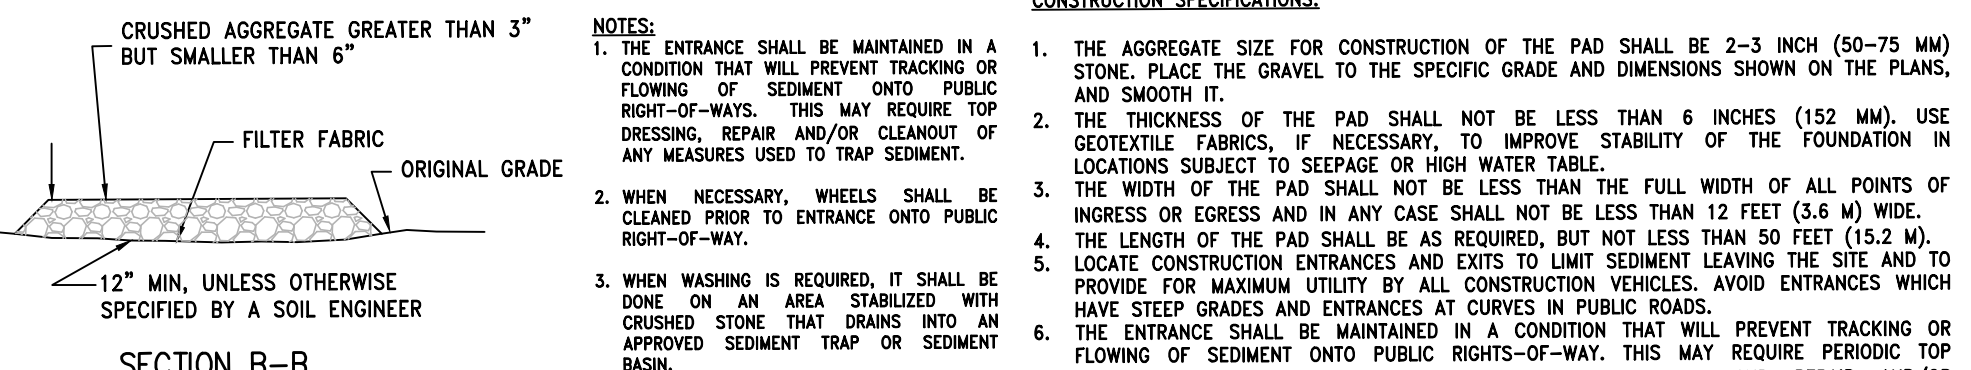 CRUSHED AGGREGATE GREATER THAN 3"
BUT SMALLER THAN 6"
FILTER FABRIC
ORIGINAL GRADE
12" MIN, UNLESS OTHERWISE
SPECIFIED BY A SOIL ENGINEER
SECTION B-B
NOTES:
1. THE ENTRANCE SHALL BE MAINTAINED IN A
CONDITION THAT WILL PREVENT TRACKING OR
FLOWING OF SEDIMENT ONTO PUBLIC
RIGHT-OF-WAYS. THIS MAY REQUIRE TOP
DRESSING, REPAIR AND/OR CLEANOUT OF
ANY MEASURES USED TO TRAP SEDIMENT.
2. WHEN NECESSARY, WHEELS SHALL BE
CLEANED PRIOR TO ENTRANCE ONTO PUBLIC
RIGHT-OF-WAY.
3. WHEN WASHING IS REQUIRED, IT SHALL BE
DONE ON AN AREA STABILIZED WITH
CRUSHED STONE THAT DRAINS INTO AN
APPROVED SEDIMENT TRAP OR SEDIMENT
BASIN.
CONSTRUCTION SPECIFICATIONS:
1. THE AGGREGATE SIZE FOR CONSTRUCTION OF THE PAD SHALL BE 2-3 INCH (50-75 MM)
STONE. PLACE THE GRAVEL TO THE SPECIFIC GRADE AND DIMENSIONS SHOWN ON THE PLANS,
AND SMOOTH IT.
2. THE THICKNESS OF THE PAD SHALL NOT BE LESS THAN 6 INCHES (152 MM). USE
GEOTEXTILE FABRICS, IF NECESSARY, TO IMPROVE STABILITY OF THE FOUNDATION IN
LOCATIONS SUBJECT TO SEEPAGE OR HIGH WATER TABLE.
3. THE WIDTH OF THE PAD SHALL NOT BE LESS THAN THE FULL WIDTH OF ALL POINTS OF
INGRESS OR EGRESS AND IN ANY CASE SHALL NOT BE LESS THAN 12 FEET (3.6 M) WIDE.
4. THE LENGTH OF THE PAD SHALL BE AS REQUIRED, BUT NOT LESS THAN 50 FEET (15.2 M).
5. LOCATE CONSTRUCTION ENTRANCES AND EXITS TO LIMIT SEDIMENT LEAVING THE SITE AND TO
PROVIDE FOR MAXIMUM UTILITY BY ALL CONSTRUCTION VEHICLES. AVOID ENTRANCES WHICH
HAVE STEEP GRADES AND ENTRANCES AT CURVES IN PUBLIC ROADS.
6. THE ENTRANCE SHALL BE MAINTAINED IN A CONDITION THAT WILL PREVENT TRACKING OR
FLOWING OF SEDIMENT ONTO PUBLIC RIGHTS-OF-WAY. THIS MAY REQUIRE PERIODIC TOP